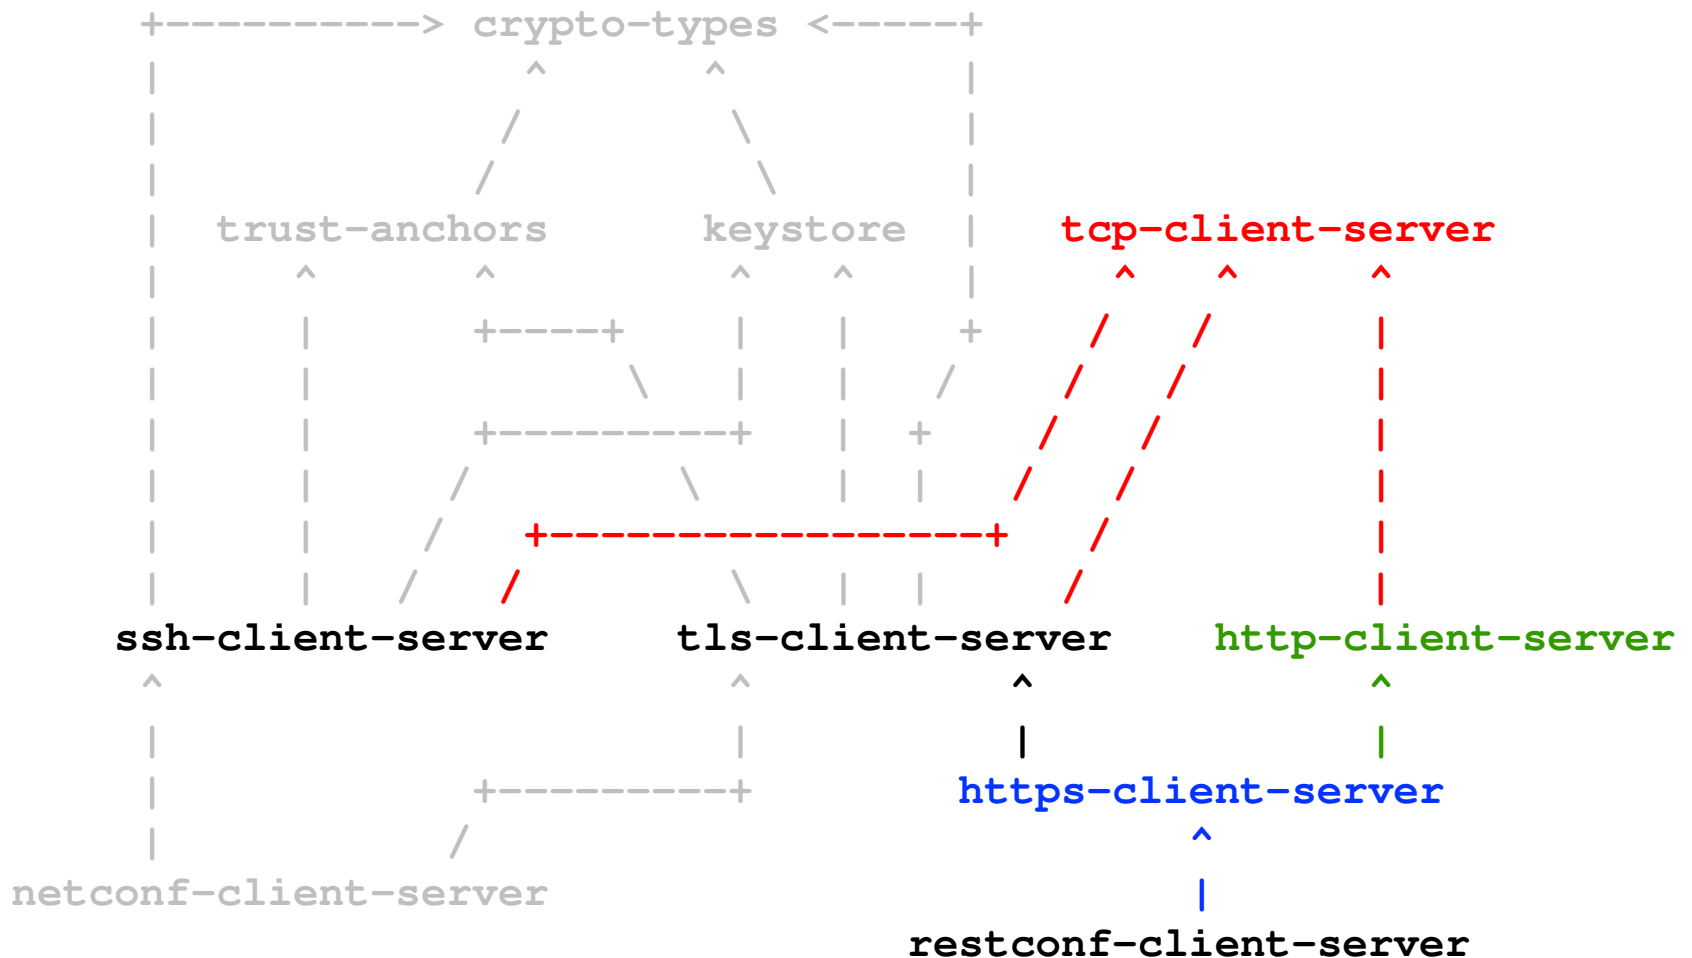 crypto-types
trust-anchors keystore tcp-client-server
ssh-client-server tls-client-server http-client-server
https-client-server
netconf-client-server
restconf-client-server